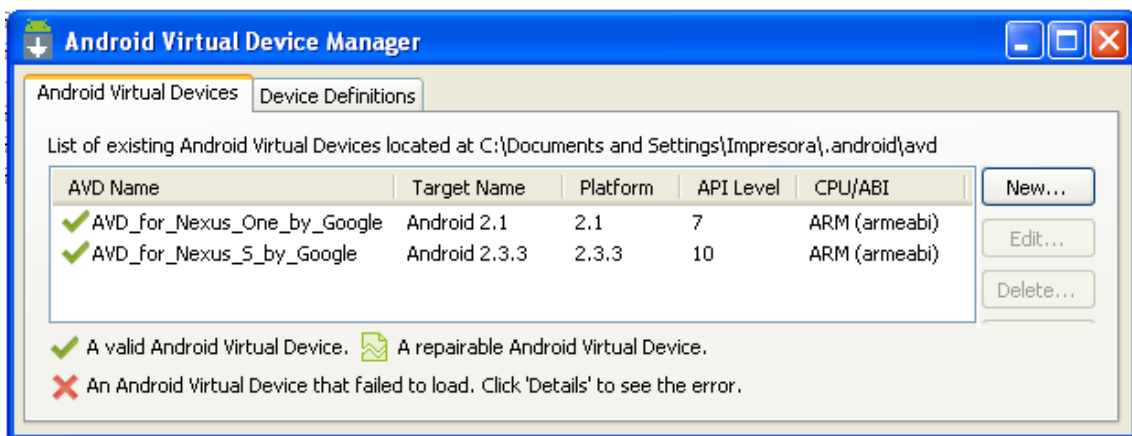 Android Virtual Device Manager
Android Virtual Devices Device Definitions
List of existing Android Virtual Devices located at C:\Documents and Settings\Impresora\.android\avd
AVD Name Target Name Platform API Level CPU/ABI New...
AVD_for_Nexus_One_by_Google Android 2.1 2.1 7 ARM (armeabi)
Edit...
AVD_for_Nexus_S_by_Google Android 2.3.3 2.3.3 10 ARM (armeabi)
Delete...
A valid Android Virtual Device. A repairable Android Virtual Device.
An Android Virtual Device that failed to load. Click 'Details' to see the error.